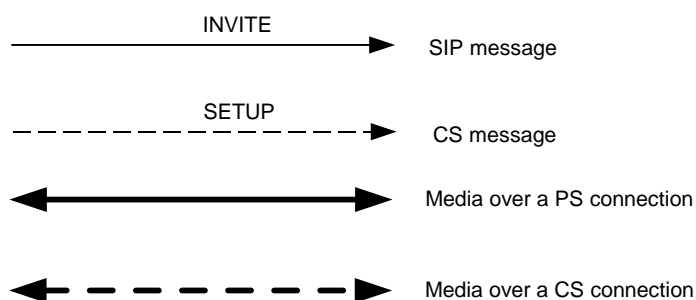 INVITE
SIP message
SETUP
CS message
Media over a PS connection
Media over a CS connection